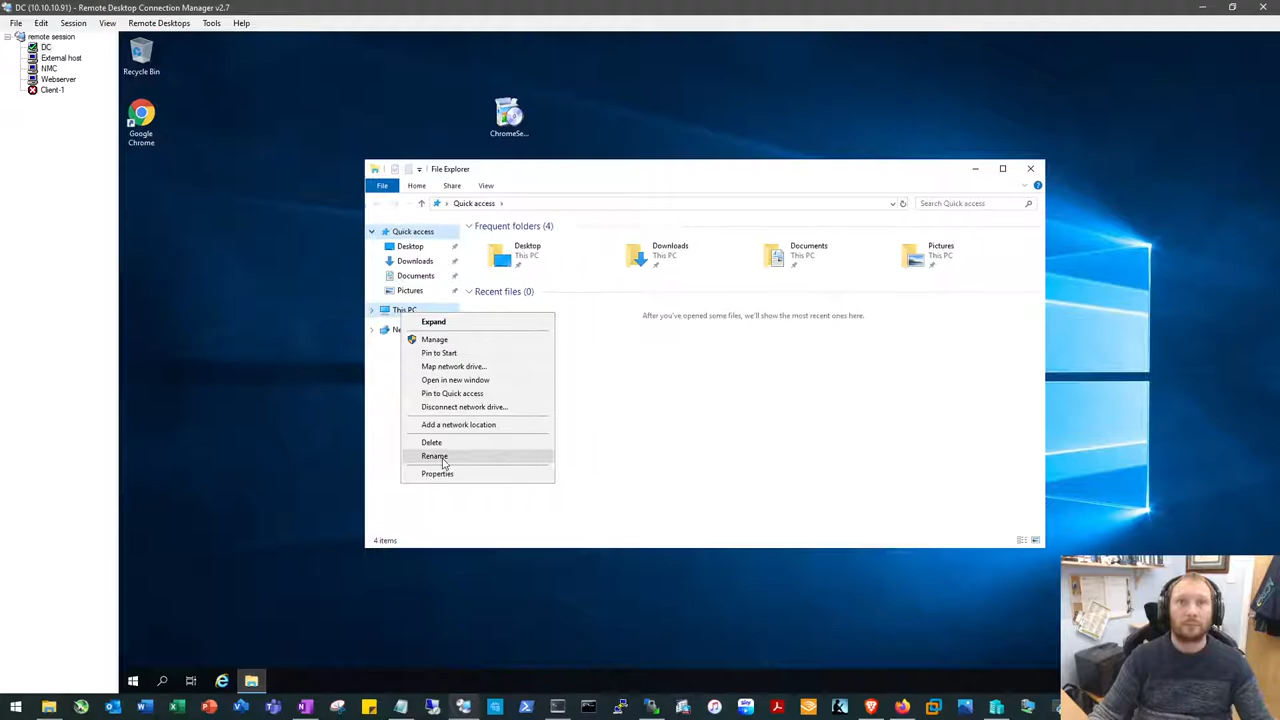 DC (10.10.10.91) - Remote Desktop Connection Manager v2.7
File Edit Session View Remote Desktops Tools Help
remote session
DC
External host
NMC
Webserver
Client-1
Recycle Bin
Google
Chrome
ChromeSe...
File Explorer
File Home Share View
Quick access
Search Quick access
Quick access
Desktop
Downloads
Documents
Pictures
This PC
Ne
Frequent folders (4)
Desktop
This PC
Downloads
This PC
Documents
This PC
Pictures
This PC
Recent files (0)
After you've opened some files, we'll show the most recent ones here.
Expand
Manage
Pin to Start
Map network drive...
Open in new window
Pin to Quick access
Disconnect network drive...
Add a network location
Delete
Rename
Properties
4 items